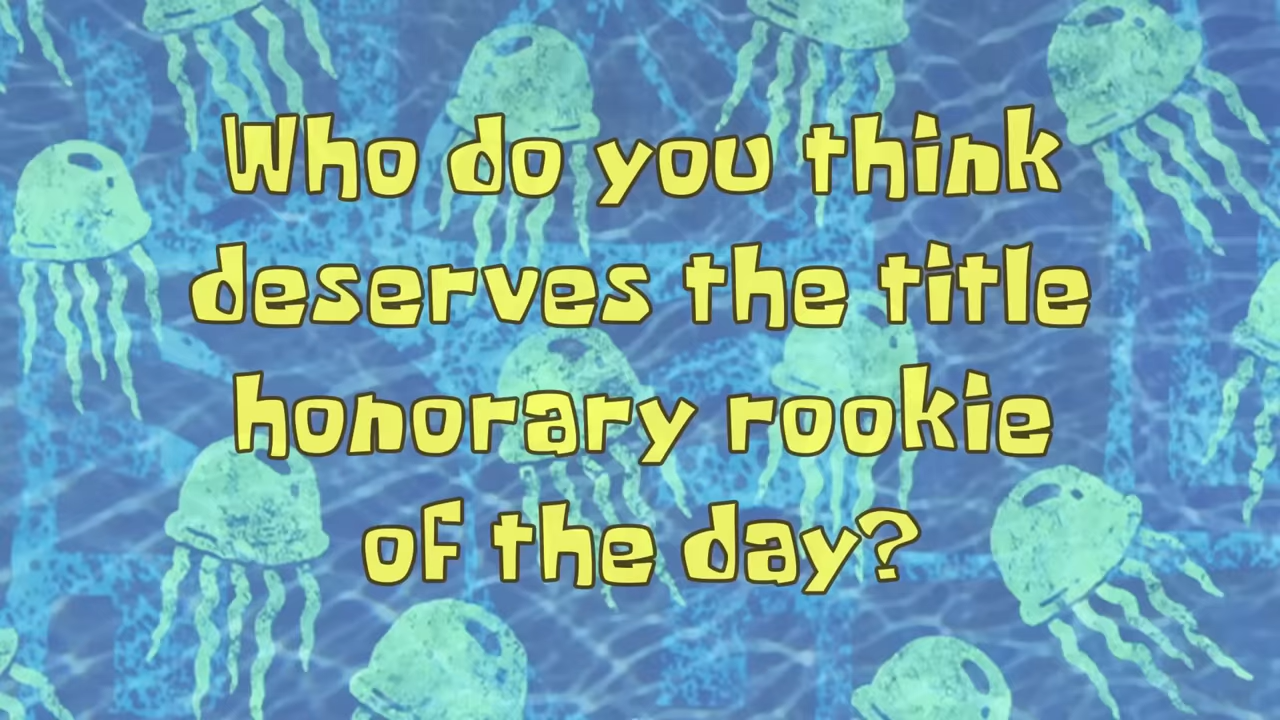 Who do you think
deserves the title
honorary rookie
of the day?